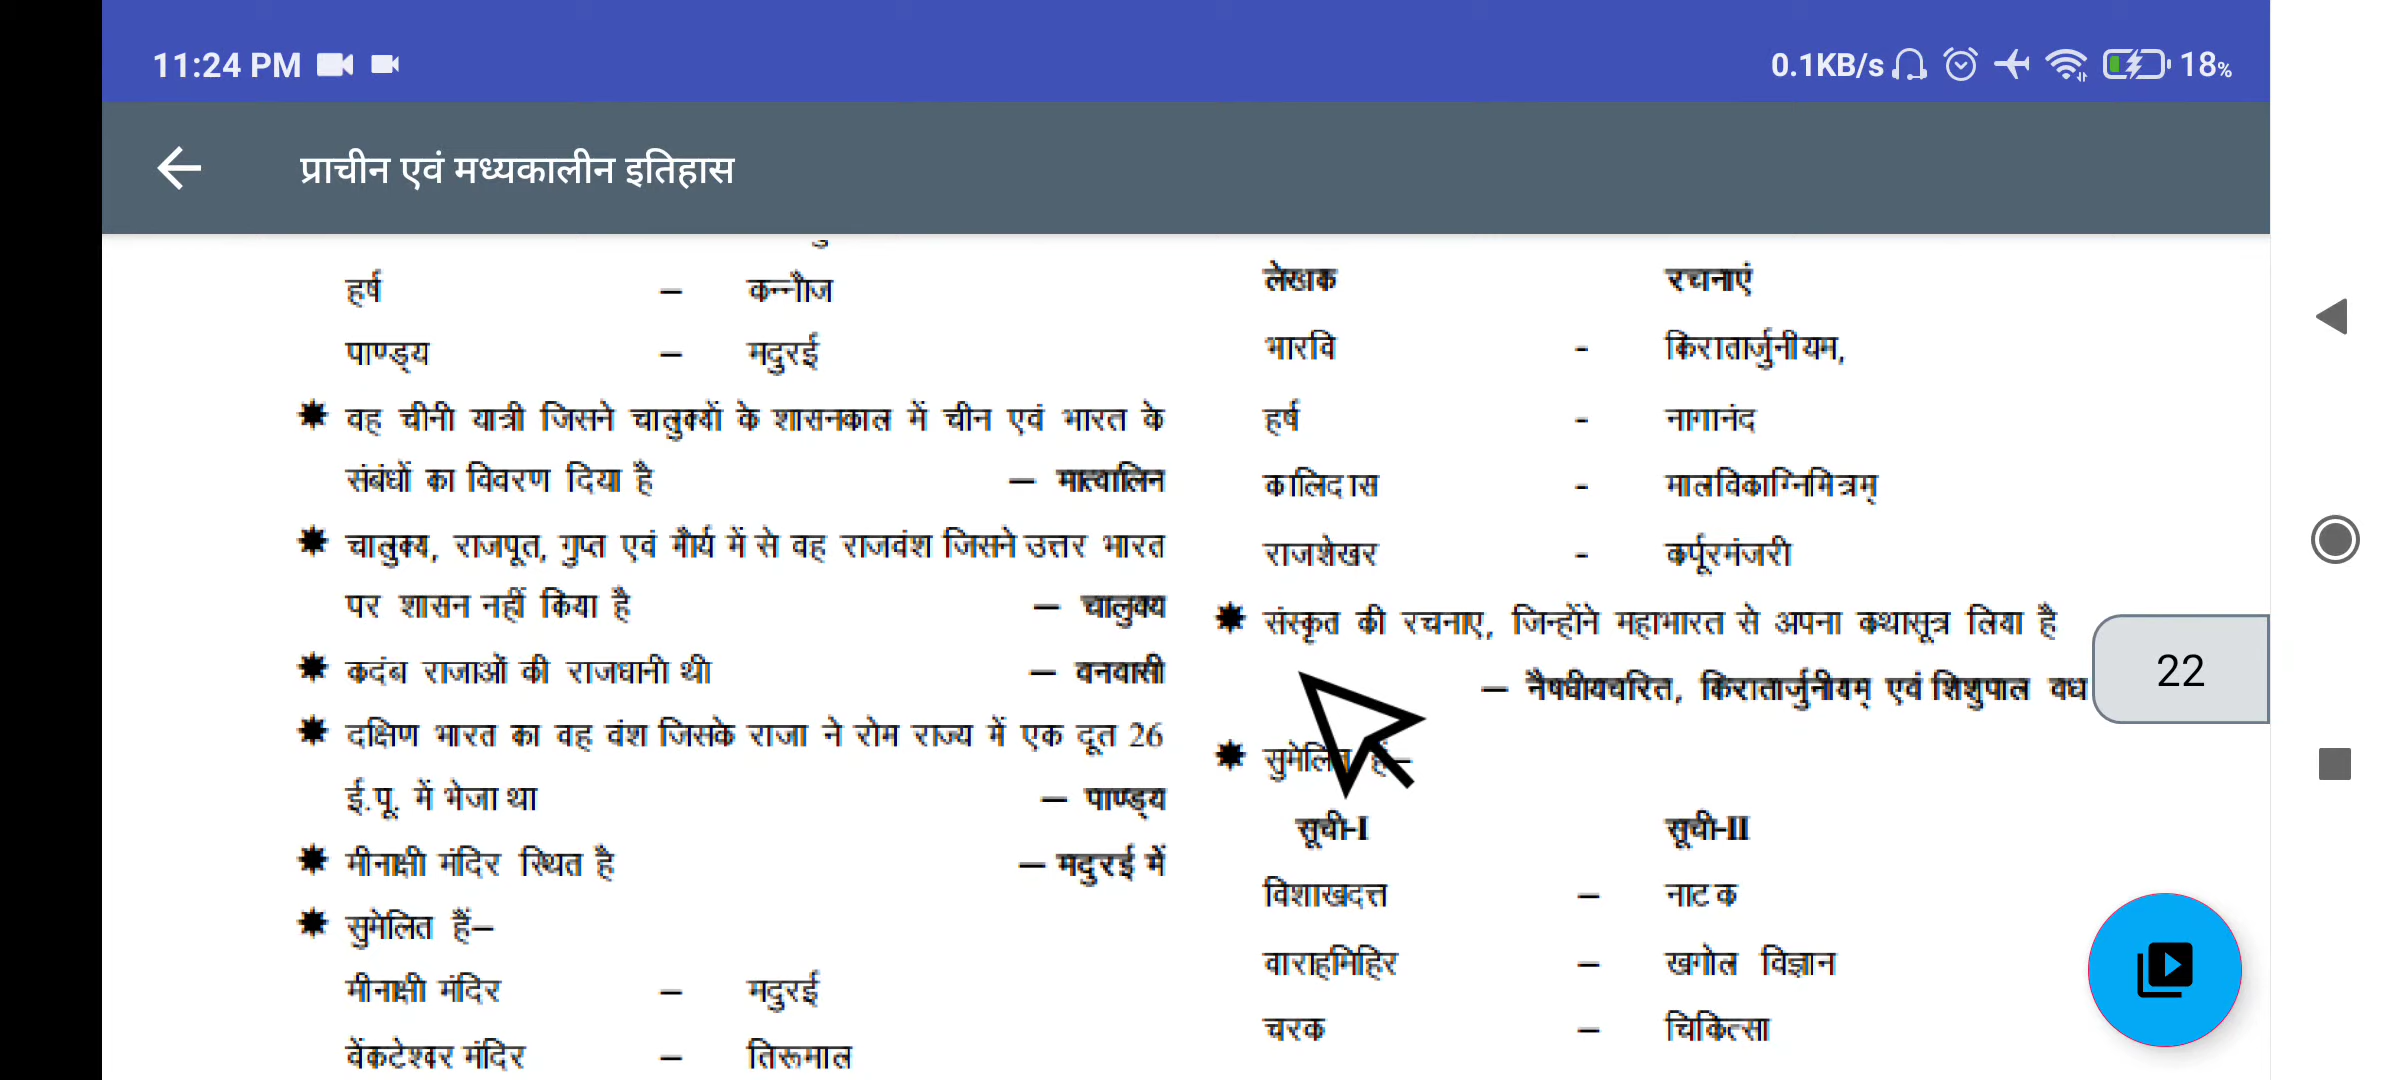 11:24 PM
0.1KB/s
18%
प्राचीन एवं मध्यकालीन इतिहास
हर्ष – कन्नौज
पाण्ड्य – मदुरई
✸ वह चीनी यात्री जिसने चालुक्यों के शासनकाल में चीन एवं भारत के
संबंधों का विवरण दिया है – मात्वालिन
✸ चालुक्य, राजपूत, गुप्त एवं मौर्य में से वह राजवंश जिसने उत्तर भारत
पर शासन नहीं किया है – चालुक्य
✸ कदंब राजाओं की राजधानी थी – वनवासी
✸ दक्षिण भारत का वह वंश जिसके राजा ने रोम राज्य में एक दूत 26
ई.पू. में भेजा था – पाण्ड्य
✸ मीनाक्षी मंदिर स्थित है – मदुरई में
✸ सुमेलित हैं–
मीनाक्षी मंदिर – मदुरई
वेंकटेश्वर मंदिर – तिरूमाल
लेखक रचनाएं
भारवि - किरातार्जुनीयम,
हर्ष - नागानंद
कालिदास - मालविकाग्निमित्रम्
राजशेखर - कर्पूरमंजरी
✸ संस्कृत की रचनाए, जिन्होंने महाभारत से अपना कथासूत्र लिया है
– नैषधीयचरित, किरातार्जुनीयम् एवं शिशुपाल वध
✸ सुमेलित हैं–
सूची-I सूची-II
विशाखदत्त – नाटक
वाराहमिहिर – खगोल विज्ञान
चरक – चिकित्सा
22